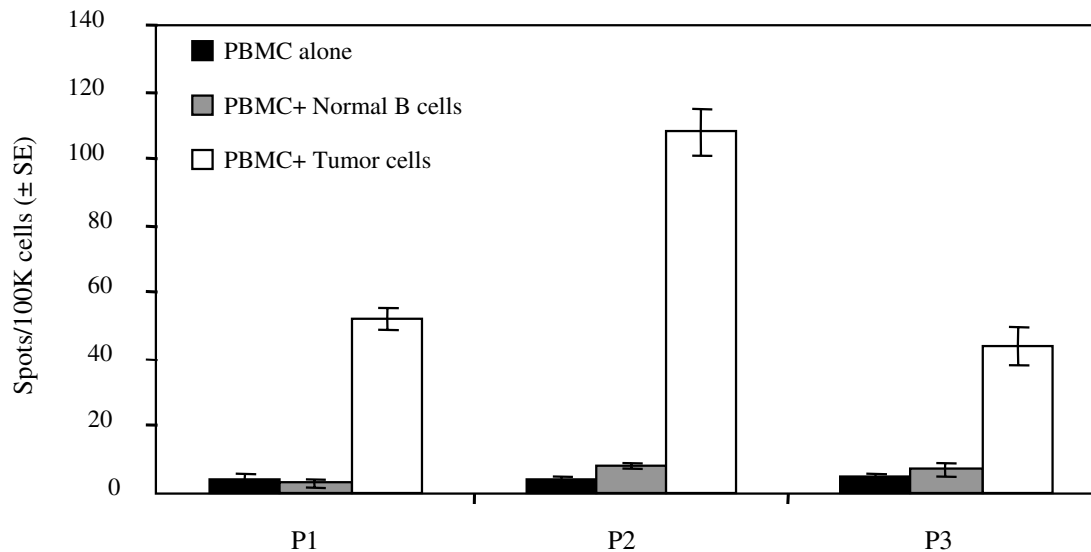 140
120
100
80
60
40
20
0
Spots/100K cells (± SE)
PBMC alone
PBMC+ Normal B cells
PBMC+ Tumor cells
P1
P2
P3